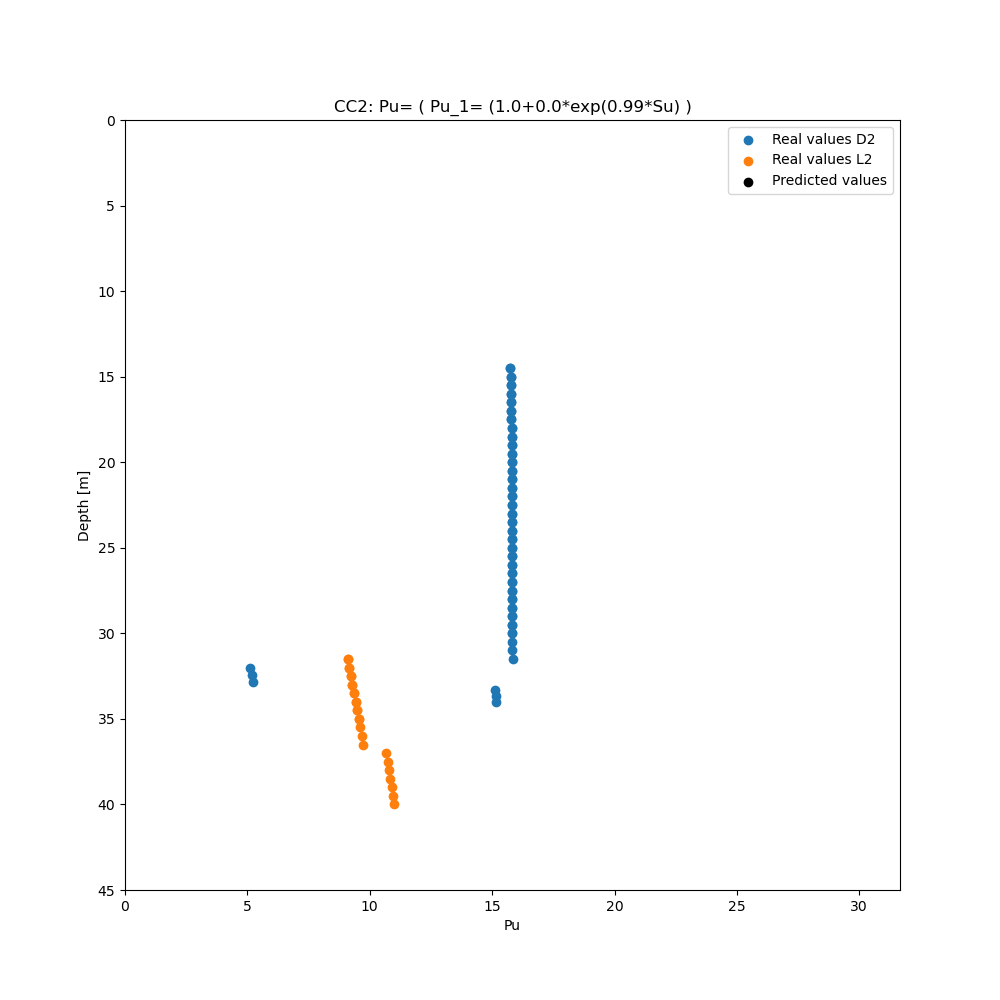 CC2: Pu= ( Pu_1= (1.0+0.0*exp(0.99*Su) )
Real values D2
Real values L2
Predicted values
0
5
10
15
20
25
30
35
40
45
Depth [m]
0 5 10 15 20 25 30
Pu